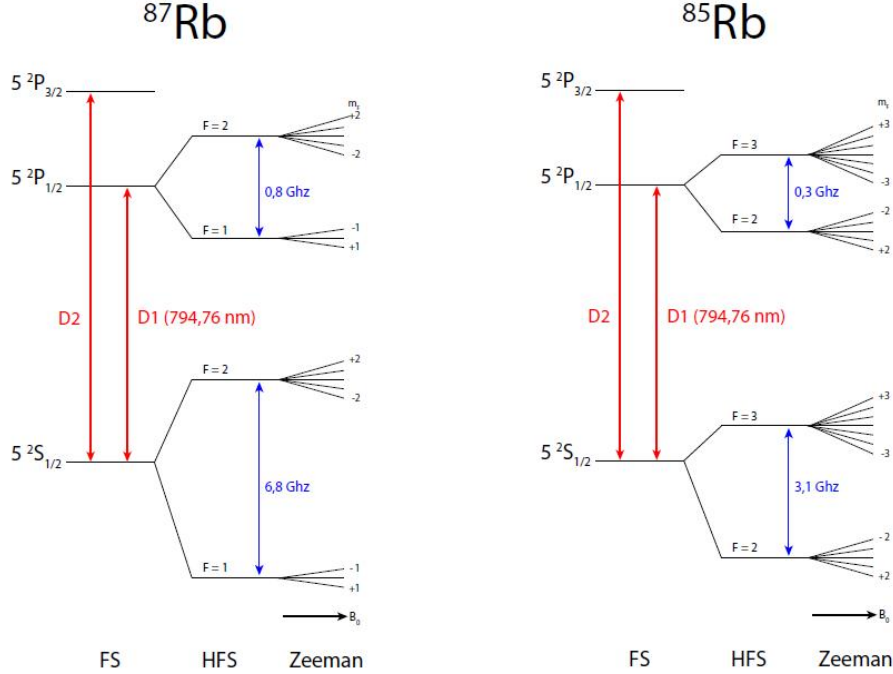 ⁸⁷Rb
5 ²P₃/₂
5 ²P₁/₂
5 ²S₁/₂
D2
D1 (794,76 nm)
F = 2
F = 1
F = 2
F = 1
0,8 Ghz
6,8 Ghz
m_f
+2
-2
-1
+1
+2
-2
-1
+1
B₀
FS HFS Zeeman
⁸⁵Rb
5 ²P₃/₂
5 ²P₁/₂
5 ²S₁/₂
D2
D1 (794,76 nm)
F = 3
F = 2
F = 3
F = 2
0,3 Ghz
3,1 Ghz
m_f
+3
-3
-2
+2
+3
-3
-2
+2
B₀
FS HFS Zeeman